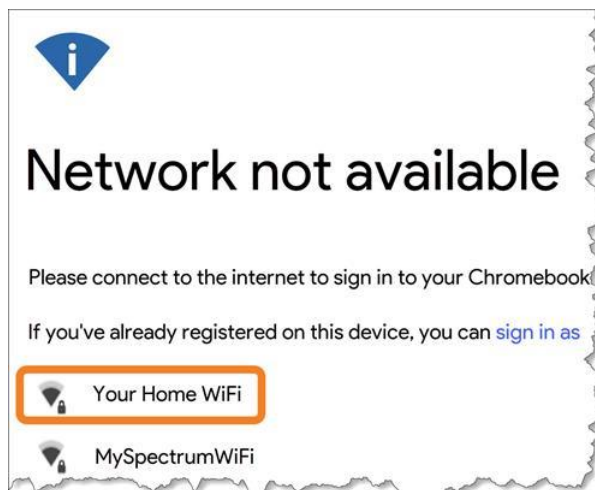 Network not available
Please connect to the internet to sign in to your Chromebook
If you've already registered on this device, you can sign in as
Your Home WiFi
MySpectrumWiFi